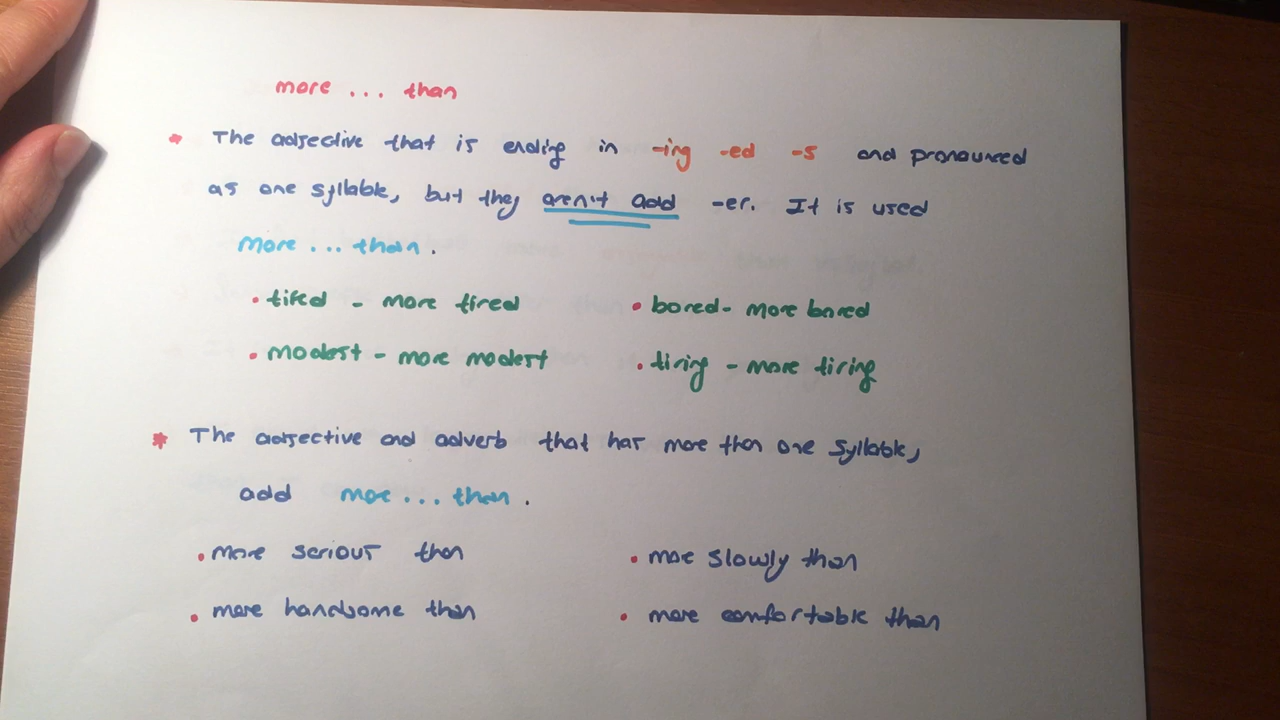 more ... than
* The adjective that is ending in -ing -ed -s and pronounced
as one syllable, but they aren't add -er. It is used
more ... than.
• tired - more tired • bored - more bored
• modest - more modest • tiring - more tiring
* The adjective and adverb that has more than one syllable,
add more ... than.
• more serious than • more slowly than
• more handsome than • more comfortable than